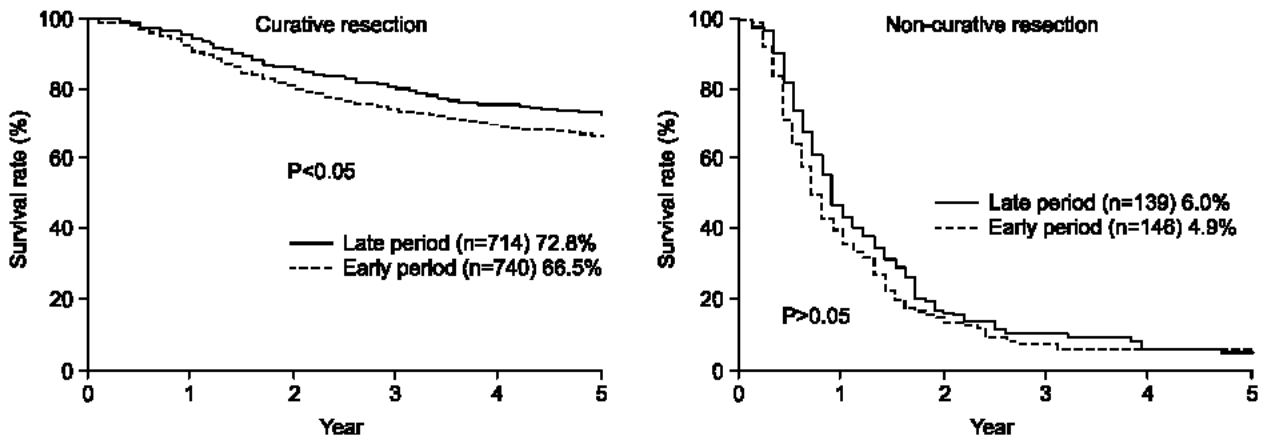 Curative resection
100
80
60
40
20
0
Survival rate (%)
P<0.05
Late period (n=714) 72.8%
Early period (n=740) 66.5%
0 1 2 3 4 5
Year
Non-curative resection
100
80
60
40
20
0
Survival rate (%)
Late period (n=139) 6.0%
Early period (n=146) 4.9%
P>0.05
0 1 2 3 4 5
Year